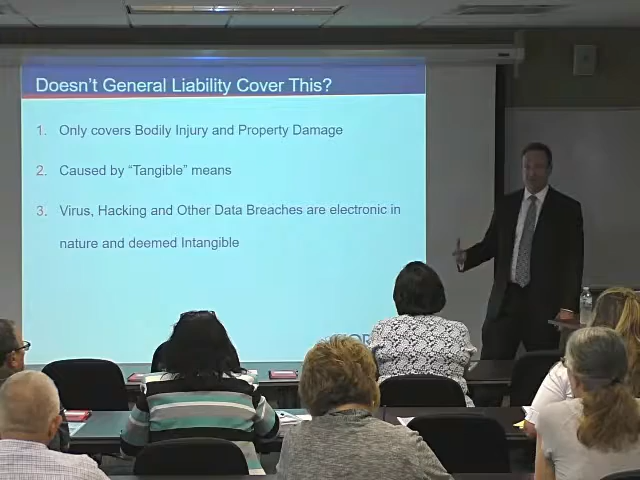 Doesn't General Liability Cover This?
1. Only covers Bodily Injury and Property Damage
2. Caused by “Tangible” means
3. Virus, Hacking and Other Data Breaches are electronic in
nature and deemed Intangible